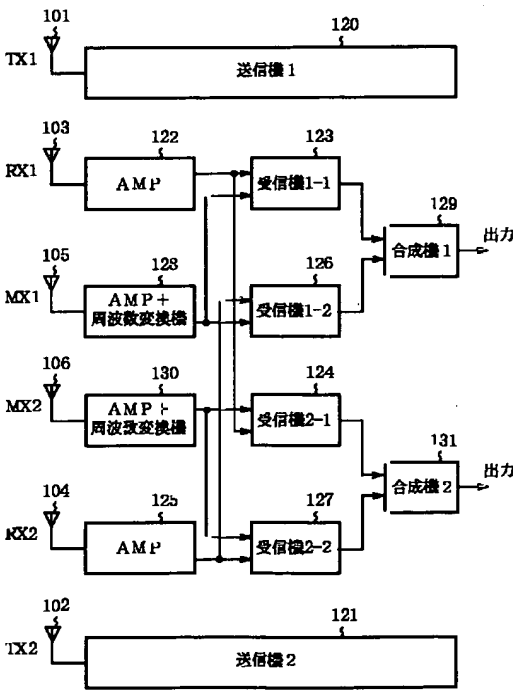 101
120
TX1
送信機1
103
122
123
RX1
AMP
受信機1-1
129
出力
合成機1
105
128
126
MX1
AMP+
周波数変換機
受信機1-2
106
130
124
MX2
AMP+
周波数変換機
受信機2-1
131
出力
合成機2
104
125
127
RX2
AMP
受信機2-2
102
121
TX2
送信機2